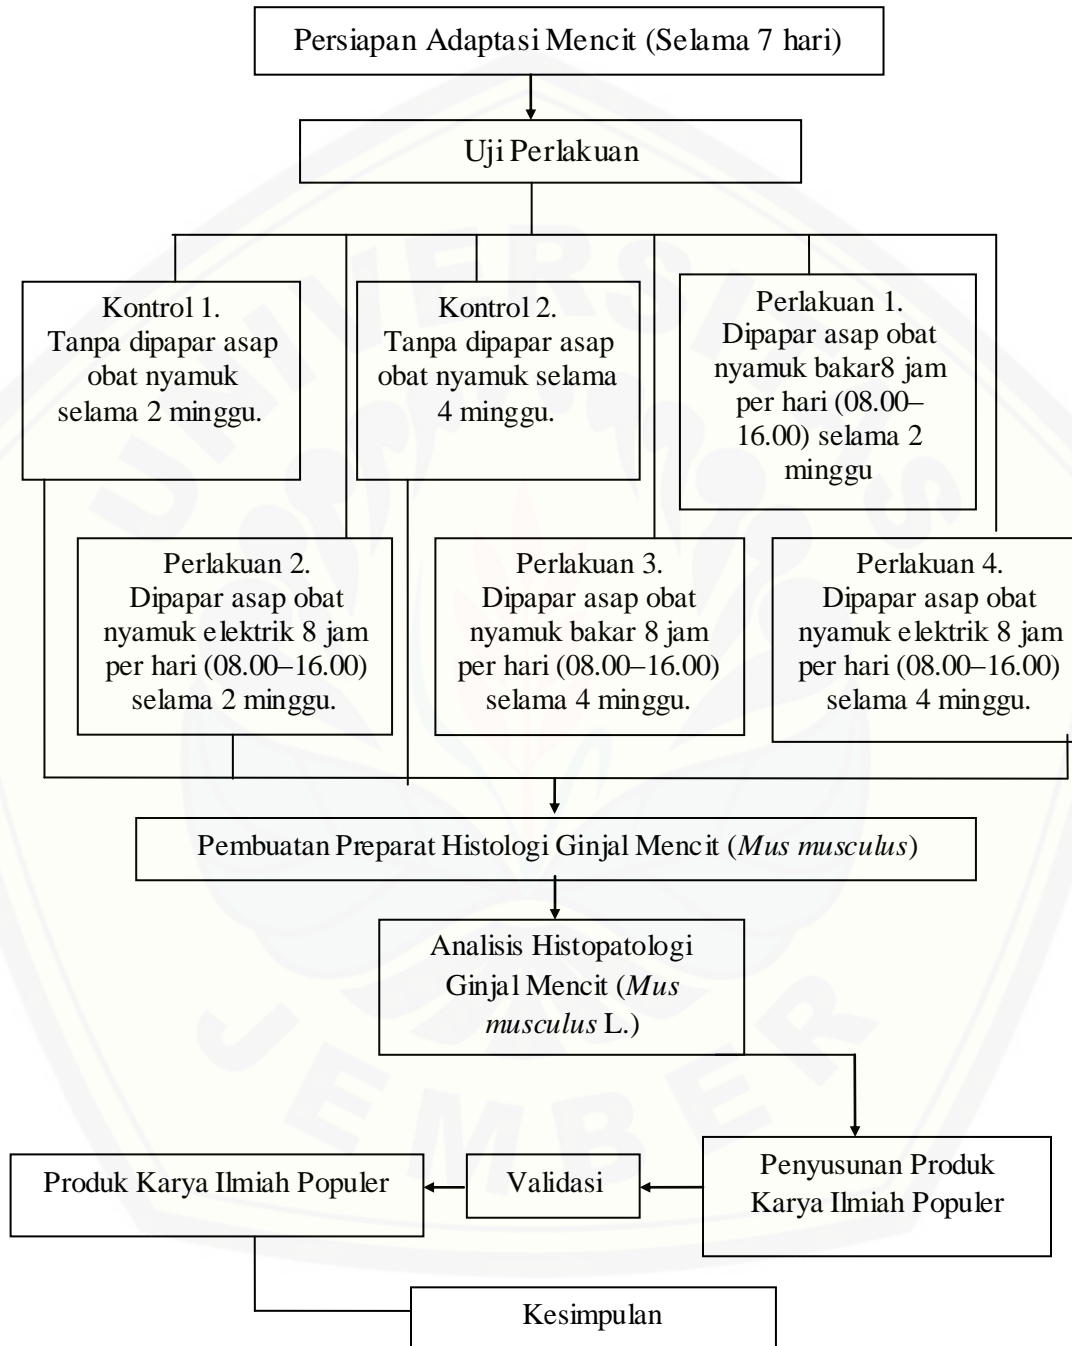 Persiapan Adaptasi Mencit (Selama 7 hari)
Uji Perlakuan
Kontrol 1.
Tanpa dipapar asap
obat nyamuk
selama 2 minggu.
Kontrol 2.
Tanpa dipapar asap
obat nyamuk selama
4 minggu.
Perlakuan 1.
Dipapar asap obat
nyamuk bakar8 jam
per hari (08.00–
16.00) selama 2
minggu
Perlakuan 2.
Dipapar asap obat
nyamuk elektrik 8 jam
per hari (08.00–16.00)
selama 2 minggu.
Perlakuan 3.
Dipapar asap obat
nyamuk bakar 8 jam
per hari (08.00–16.00)
selama 4 minggu.
Perlakuan 4.
Dipapar asap obat
nyamuk elektrik 8 jam
per hari (08.00–16.00)
selama 4 minggu.
Pembuatan Preparat Histologi Ginjal Mencit (Mus musculus)
Analisis Histopatologi
Ginjal Mencit (Mus
musculus L.)
Penyusunan Produk
Karya Ilmiah Populer
Validasi
Produk Karya Ilmiah Populer
Kesimpulan
UNIVERSITAS
JEMBER